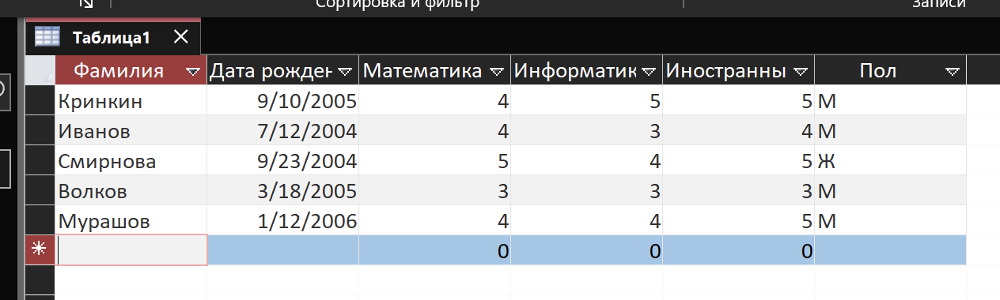 Сортировка и фильтр Записи
Таблица1
Фамилия Дата рожден Математика Информатик Иностранны Пол
Кринкин 9/10/2005 4 5 5 М
Иванов 7/12/2004 4 3 4 М
Смирнова 9/23/2004 5 4 5 Ж
Волков 3/18/2005 3 3 3 М
Мурашов 1/12/2006 4 4 5 М
0 0 0